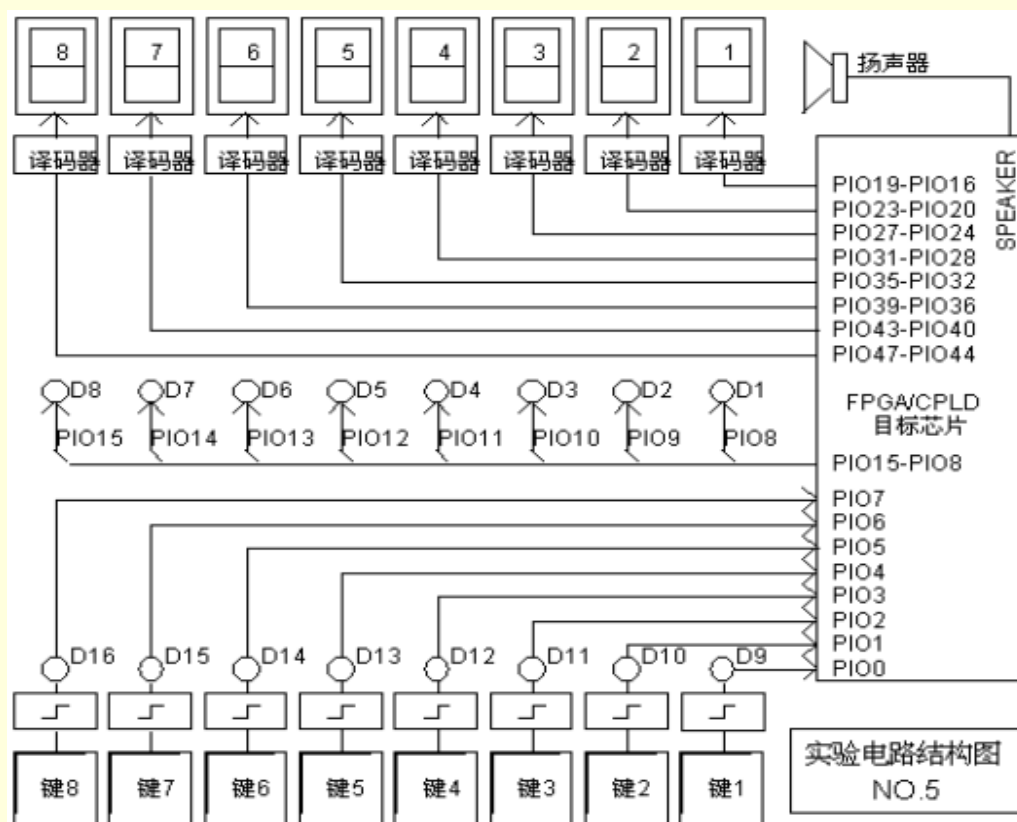 8 7 6 5 4 3 2 1
扬声器
译码器 译码器 译码器 译码器 译码器 译码器 译码器 译码器
SPEAKER
PIO19-PIO16
PIO23-PIO20
PIO27-PIO24
PIO31-PIO28
PIO35-PIO32
PIO39-PIO36
PIO43-PIO40
PIO47-PIO44
D8 D7 D6 D5 D4 D3 D2 D1
FPGA/CPLD
目标芯片
PIO15 PIO14 PIO13 PIO12 PIO11 PIO10 PIO9 PIO8
PIO15-PIO8
PIO7
PIO6
PIO5
PIO4
PIO3
PIO2
PIO1
D16 D15 D14 D13 D12 D11 D10 D9
PIO0
键8 键7 键6 键5 键4 键3 键2 键1
实验电路结构图
NO.5